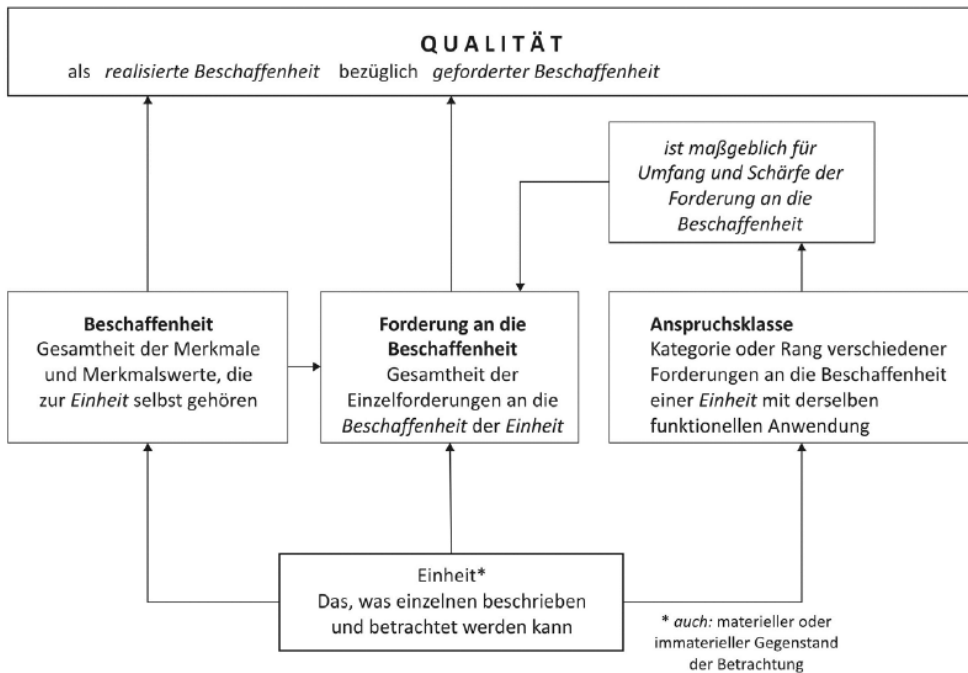 QUALITÄT
als realisierte Beschaffenheit bezüglich geforderter Beschaffenheit
ist maßgeblich für
Umfang und Schärfe der
Forderung an die
Beschaffenheit
Beschaffenheit
Gesamtheit der Merkmale
und Merkmalswerte, die
zur Einheit selbst gehören
Forderung an die
Beschaffenheit
Gesamtheit der
Einzelforderungen an die
Beschaffenheit der Einheit
Anspruchsklasse
Kategorie oder Rang verschiedener
Forderungen an die Beschaffenheit
einer Einheit mit derselben
funktionellen Anwendung
Einheit*
Das, was einzelnen beschrieben
und betrachtet werden kann
* auch: materieller oder
immaterieller Gegenstand
der Betrachtung